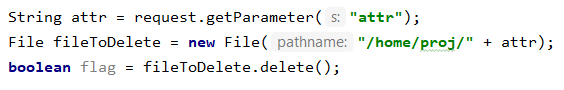 String attr = request.getParameter( s: "attr");
File fileToDelete = new File( pathname: "/home/proj/" + attr);
boolean flag = fileToDelete.delete();